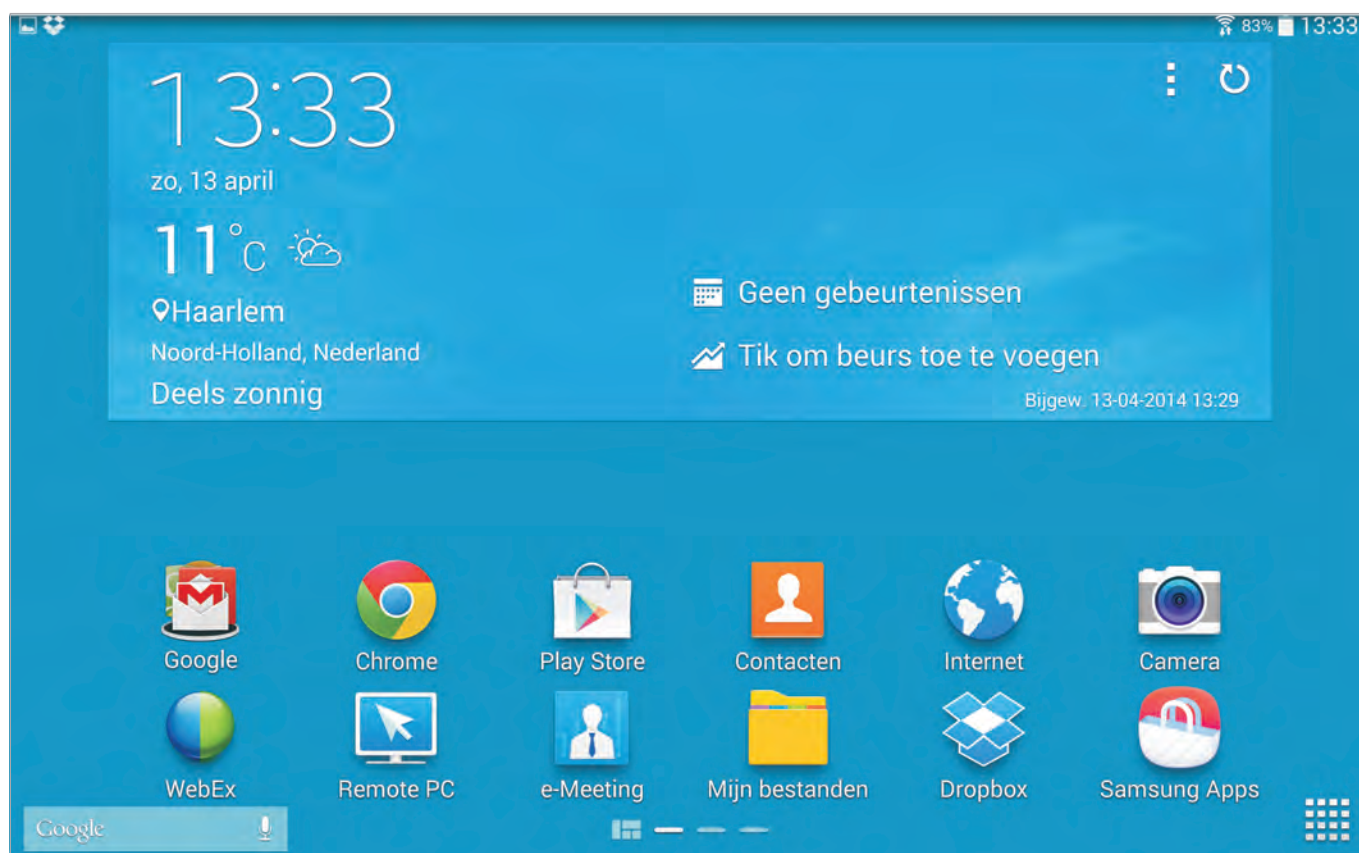 83% 13:33
13:33
zo, 13 april
11°C
Haarlem
Noord-Holland, Nederland
Deels zonnig
Geen gebeurtenissen
Tik om beurs toe te voegen
Bijgew. 13-04-2014 13:29
Google Chrome Play Store Contacten Internet Camera
WebEx Remote PC e-Meeting Mijn bestanden Dropbox Samsung Apps
Google